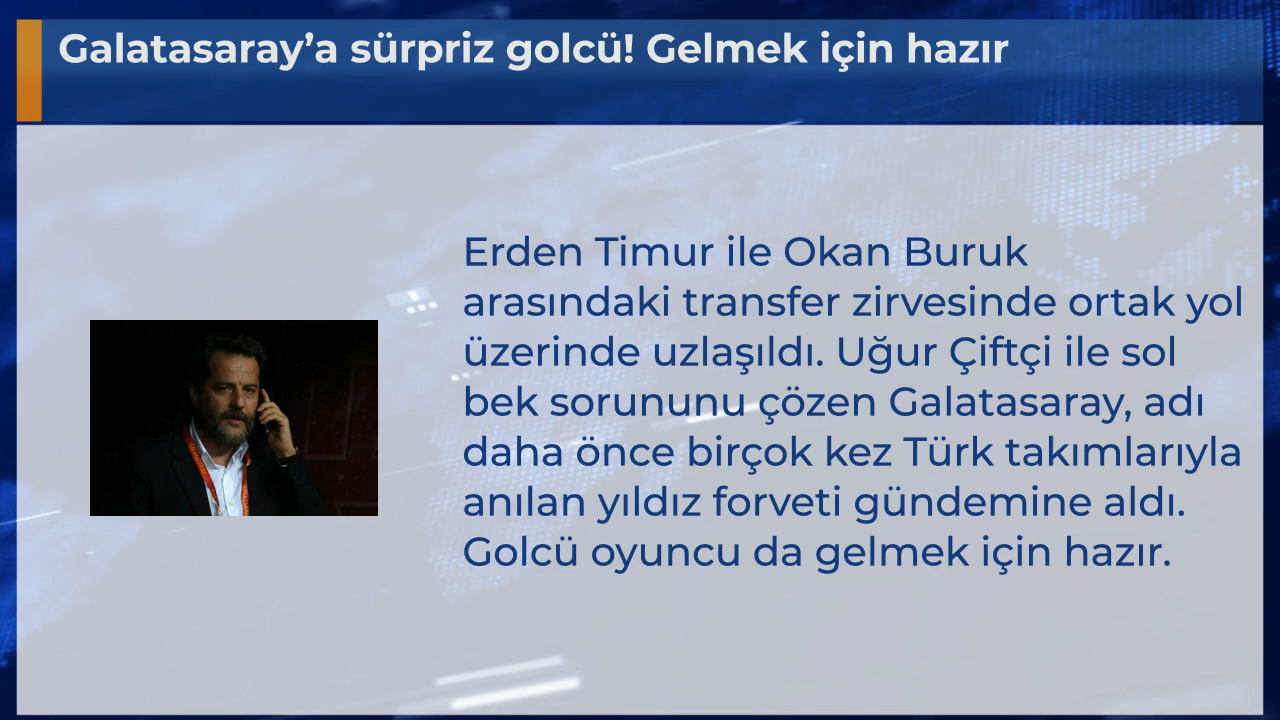 Galatasaray’a sürpriz golcü! Gelmek için hazır
Erden Timur ile Okan Buruk
arasındaki transfer zirvesinde ortak yol
üzerinde uzlaşıldı. Uğur Çiftçi ile sol
bek sorununu çözen Galatasaray, adı
daha önce birçok kez Türk takımlarıyla
anılan yıldız forveti gündemine aldı.
Golcü oyuncu da gelmek için hazır.